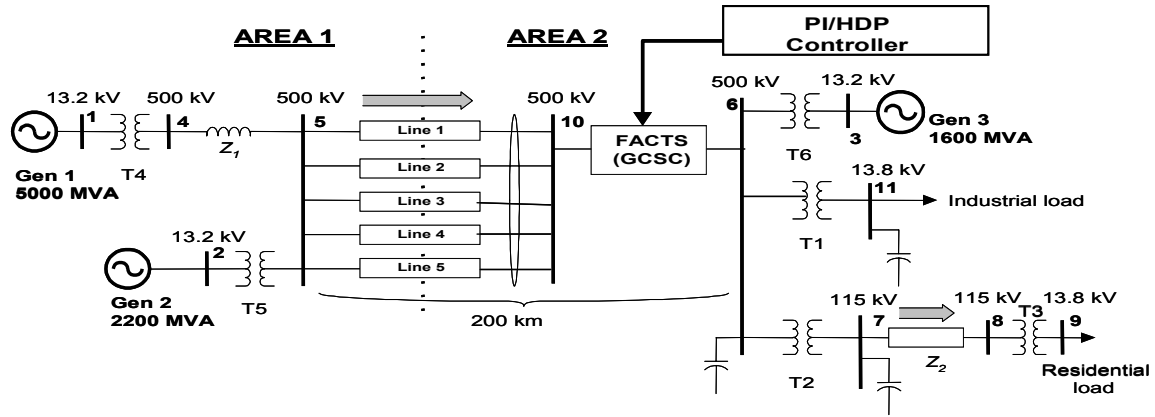 AREA 1
AREA 2
PI/HDP
Controller
13.2 kV
500 kV
500 kV
500 kV
500 kV
13.2 kV
1
4
5
10
6
Z1
T4
Gen 1
5000 MVA
Line 1
Line 2
Line 3
Line 4
Line 5
FACTS
(GCSC)
T6
3
Gen 3
1600 MVA
13.8 kV
11
T1
Industrial load
13.2 kV
2
T5
Gen 2
2200 MVA
200 km
115 kV
115 kV
13.8 kV
T2
7
Z2
8
T3
9
Residential
load